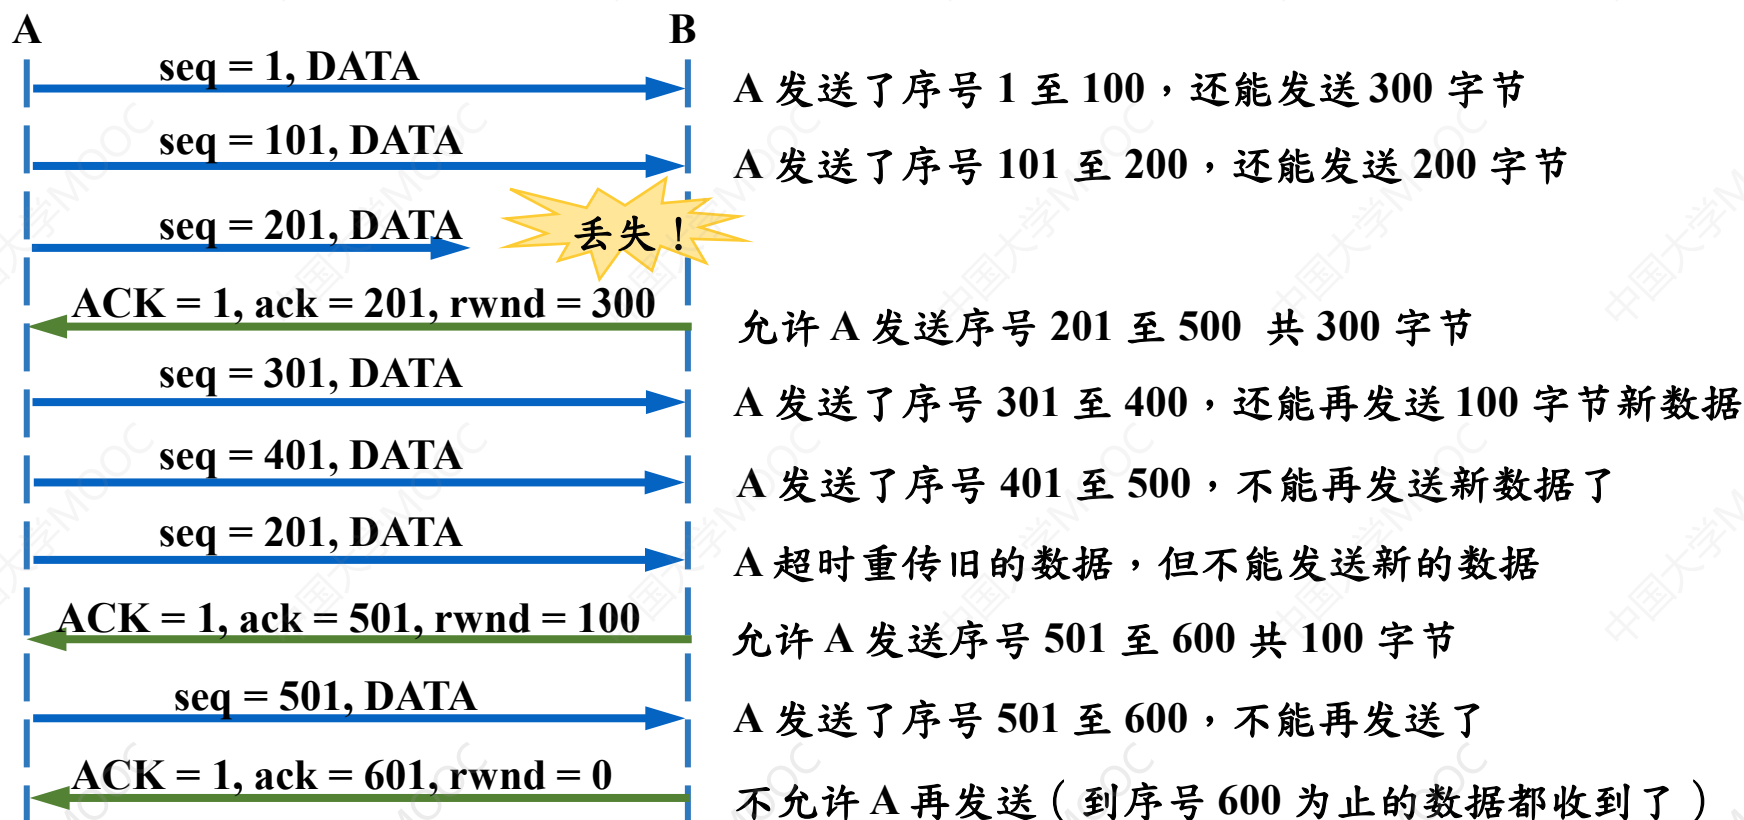 A B
seq = 1, DATA
A 发送了序号 1 至 100，还能发送 300 字节
seq = 101, DATA
A 发送了序号 101 至 200，还能发送 200 字节
seq = 201, DATA
丢失！
ACK = 1, ack = 201, rwnd = 300
允许 A 发送序号 201 至 500 共 300 字节
seq = 301, DATA
A 发送了序号 301 至 400，还能再发送 100 字节新数据
seq = 401, DATA
A 发送了序号 401 至 500，不能再发送新数据了
seq = 201, DATA
A 超时重传旧的数据，但不能发送新的数据
ACK = 1, ack = 501, rwnd = 100
允许 A 发送序号 501 至 600 共 100 字节
seq = 501, DATA
A 发送了序号 501 至 600，不能再发送了
ACK = 1, ack = 601, rwnd = 0
不允许 A 再发送（到序号 600 为止的数据都收到了）
中国大学MOOC